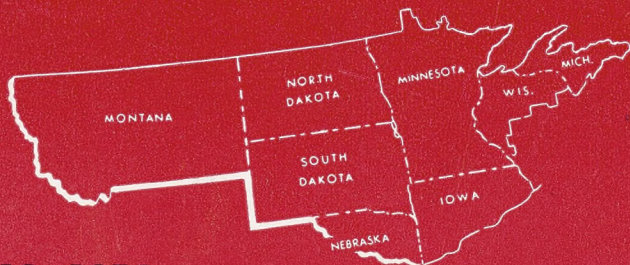 MONTANA
NORTH
DAKOTA
MINNESOTA
WIS.
MICH.
SOUTH
DAKOTA
IOWA
NEBRASKA